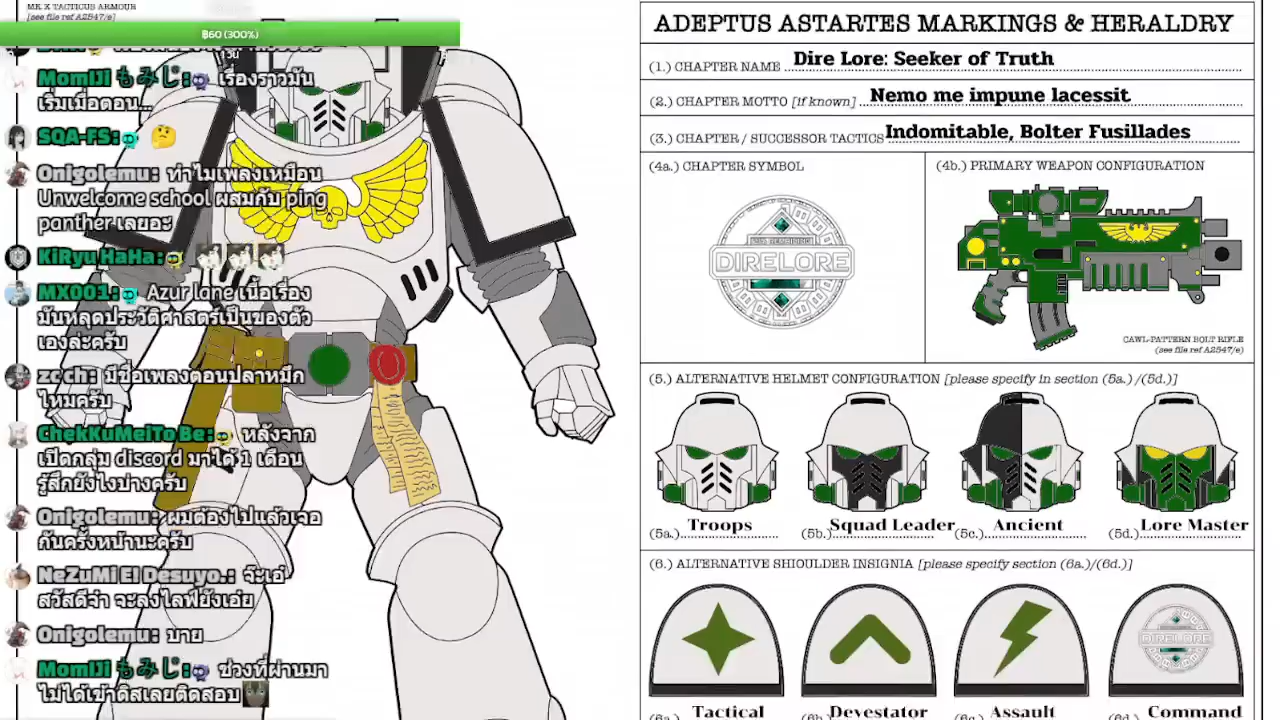 MK X TACTICUS ARMOUR
[see file ref A2547/e]
฿60 (300%)
MomIJi もみじ: เรื่องราวมัน
เริ่มเมื่อตอน...
SQA-FS:
Onigolemu: ทำไมเพลงเหมือน
Unwelcome school ผสมกับ ping
panther เลยอะ
KiRyuHaHa:
MX001: Azur lane เนื้อเรื่อง
มันหลุดประวัติศาสตร์เป็นของตัว
เองล่ะครับ
zcch: มีชื่อเพลงตอนปลาหมึก
ไหมครับ
ChekKuMeiTo Be: หลังจาก
เปิดกลุ่ม discord มาได้ 1 เดือน
รู้สึกยังไงบ่างครับ
Onigolemu: ผมต้องไปแล้วเจอ
กันครั้งหน้านะครับ
NeZuMi El Desuyo.: จ๊ะเอ๋
สวัสดีจ๋า จะลงไลฟ์ยังเอ่ย
Onigolemu: บาย
MomIJi もみじ: ช่วงที่ผ่านมา
ไม่ได้เข้าดิสเลยติดสอบ
ADEPTUS ASTARTES MARKINGS & HERALDRY
(1.) CHAPTER NAME Dire Lore: Seeker of Truth
(2.) CHAPTER MOTTO [if known] Nemo me impune lacessit
(3.) CHAPTER / SUCCESSOR TACTICS Indomitable, Bolter Fusillades
(4a.) CHAPTER SYMBOL
DIRELORE
(4b.) PRIMARY WEAPON CONFIGURATION
CAWL-PATTERN BOLT RIFLE
(see file ref A2547/e)
(5.) ALTERNATIVE HELMET CONFIGURATION [please specify in section (5a.)/(5d.)]
(5a.) Troops
(5b.) Squad Leader
(5c.) Ancient
(5d.) Lore Master
(6.) ALTERNATIVE SHOULDER INSIGNIA [please specify section (6a.)/(6d.)]
DIRELORE
(6a.) Tactical
(6b. Devestator
(6c.) Assault
(6d.) Command